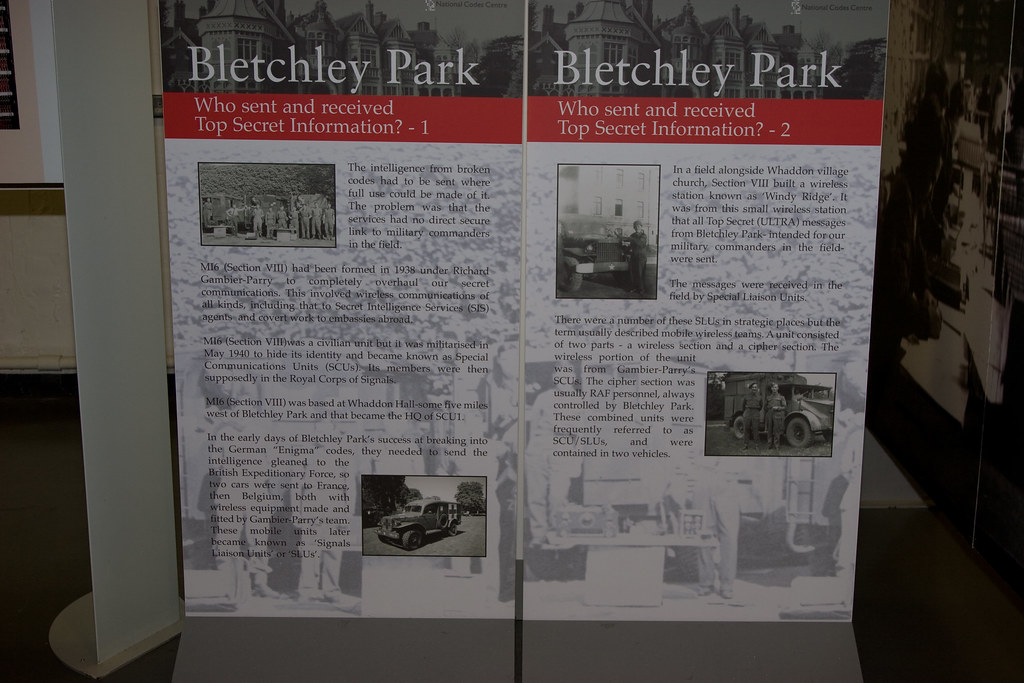 National Codes Centre
Bletchley Park
Who sent and received
Top Secret Information? - 1
The intelligence from broken
codes had to be sent where
full use could be made of it.
The problem was that the
services had no direct secure
link to military commanders
in the field.
MI6 (Section VIII) had been formed in 1938 under Richard
Gambier-Parry to completely overhaul our secret
communications. This involved wireless communications of
all kinds, including that to Secret Intelligence Services (SIS)
agents- and covert work to embassies abroad.
MI6 (Section VIII)was a civilian unit but it was militarised in
May 1940 to hide its identity and became known as Special
Communications Units (SCUs). Its members were then
supposedly in the Royal Corps of Signals.
MI6 (Section VIII) was based at Whaddon Hall-some five miles
west of Bletchley Park and that became the HQ of SCU1.
In the early days of Bletchley Park's success at breaking into
the German "Enigma" codes, they needed to send the
intelligence gleaned to the
British Expeditionary Force, so
two cars were sent to France,
then Belgium, both with
wireless equipment made and
fitted by Gambier-Parry's team.
These mobile units later
became known as 'Signals
Liaison Units' or 'SLUs'.
National Codes Centre
Bletchley Park
Who sent and received
Top Secret Information? - 2
In a field alongside Whaddon village
church, Section VIII built a wireless
station known as 'Windy Ridge'. It
was from this small wireless station
that all Top Secret (ULTRA) messages
from Bletchley Park- intended for our
military commanders in the field-
were sent.
The messages were received in the
field by Special Liaison Units.
There were a number of these SLUs in strategic places but the
term usually described mobile wireless teams. A unit consisted
of two parts - a wireless section and a cipher section. The
wireless portion of the unit
was from Gambier-Parry's
SCUs. The cipher section was
usually RAF personnel, always
controlled by Bletchley Park.
These combined units were
frequently referred to as
SCU/SLUs, and were
contained in two vehicles.